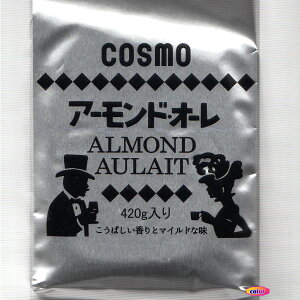 COSMO
アーモンド・オーレ
ALMOND
AULAIT
420g入り
こうばしい香りとマイルドな味
color